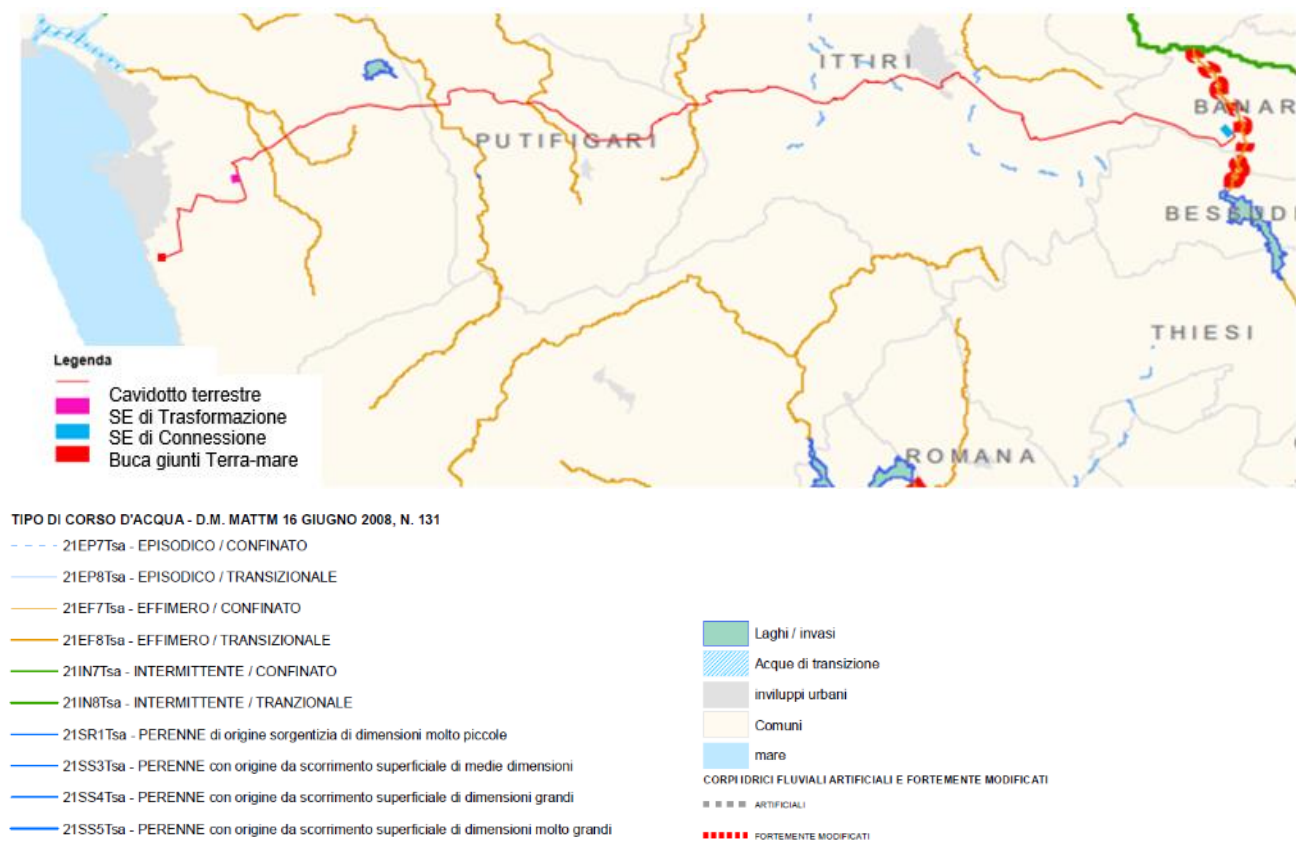 ITTIRI
BANAR
PUTIFIGARI
BESSUDE
THIESI
ROMANA
Legenda
Cavidotto terrestre
SE di Trasformazione
SE di Connessione
Buca giunti Terra-mare
TIPO DI CORSO D'ACQUA - D.M. MATTM 16 GIUGNO 2008, N. 131
21EP7Tsa - EPISODICO / CONFINATO
21EP8Tsa - EPISODICO / TRANSIZIONALE
21EF7Tsa - EFFIMERO / CONFINATO
21EF8Tsa - EFFIMERO / TRANSIZIONALE
21IN7Tsa - INTERMITTENTE / CONFINATO
21IN8Tsa - INTERMITTENTE / TRANZIONALE
21SR1Tsa - PERENNE di origine sorgentizia di dimensioni molto piccole
21SS3Tsa - PERENNE con origine da scorrimento superficiale di medie dimensioni
21SS4Tsa - PERENNE con origine da scorrimento superficiale di dimensioni grandi
21SS5Tsa - PERENNE con origine da scorrimento superficiale di dimensioni molto grandi
Laghi / invasi
Acque di transizione
inviluppi urbani
Comuni
mare
CORPI IDRICI FLUVIALI ARTIFICIALI E FORTEMENTE MODIFICATI
ARTIFICIALI
FORTEMENTE MODIFICATI